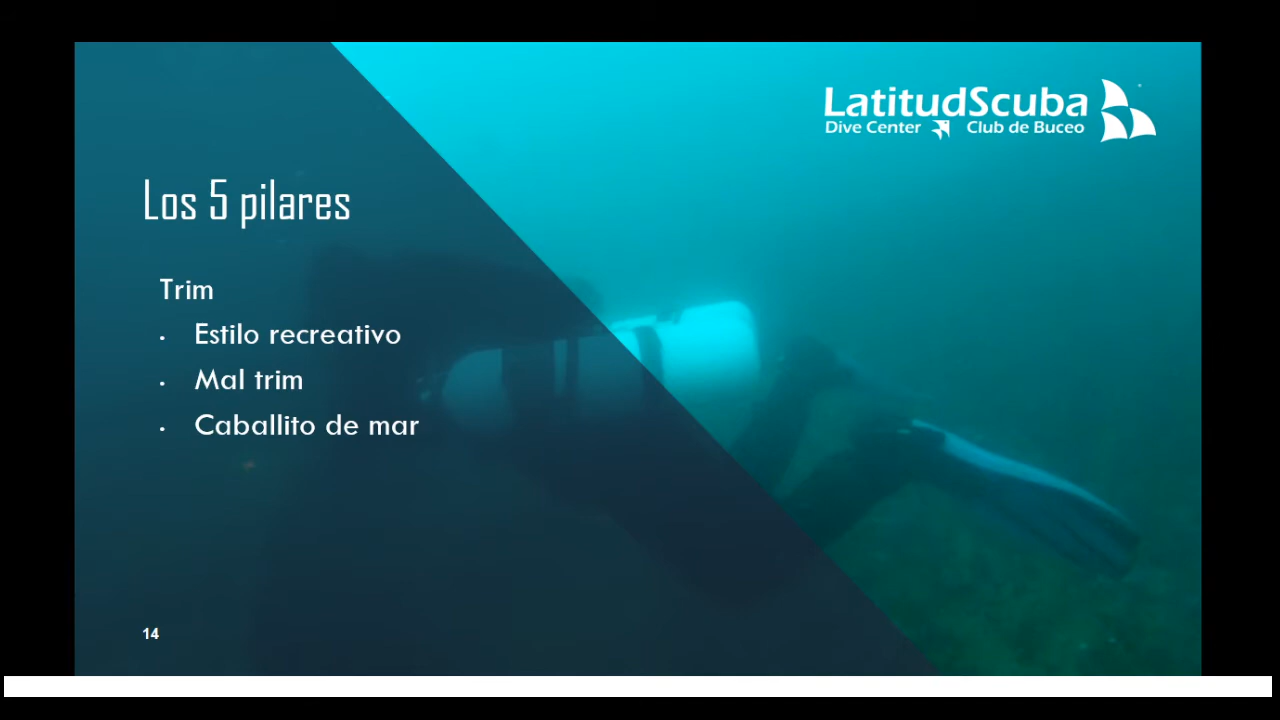 LatitudScuba
Dive Center Club de Buceo
Los 5 pilares
Trim
• Estilo recreativo
• Mal trim
• Caballito de mar
14